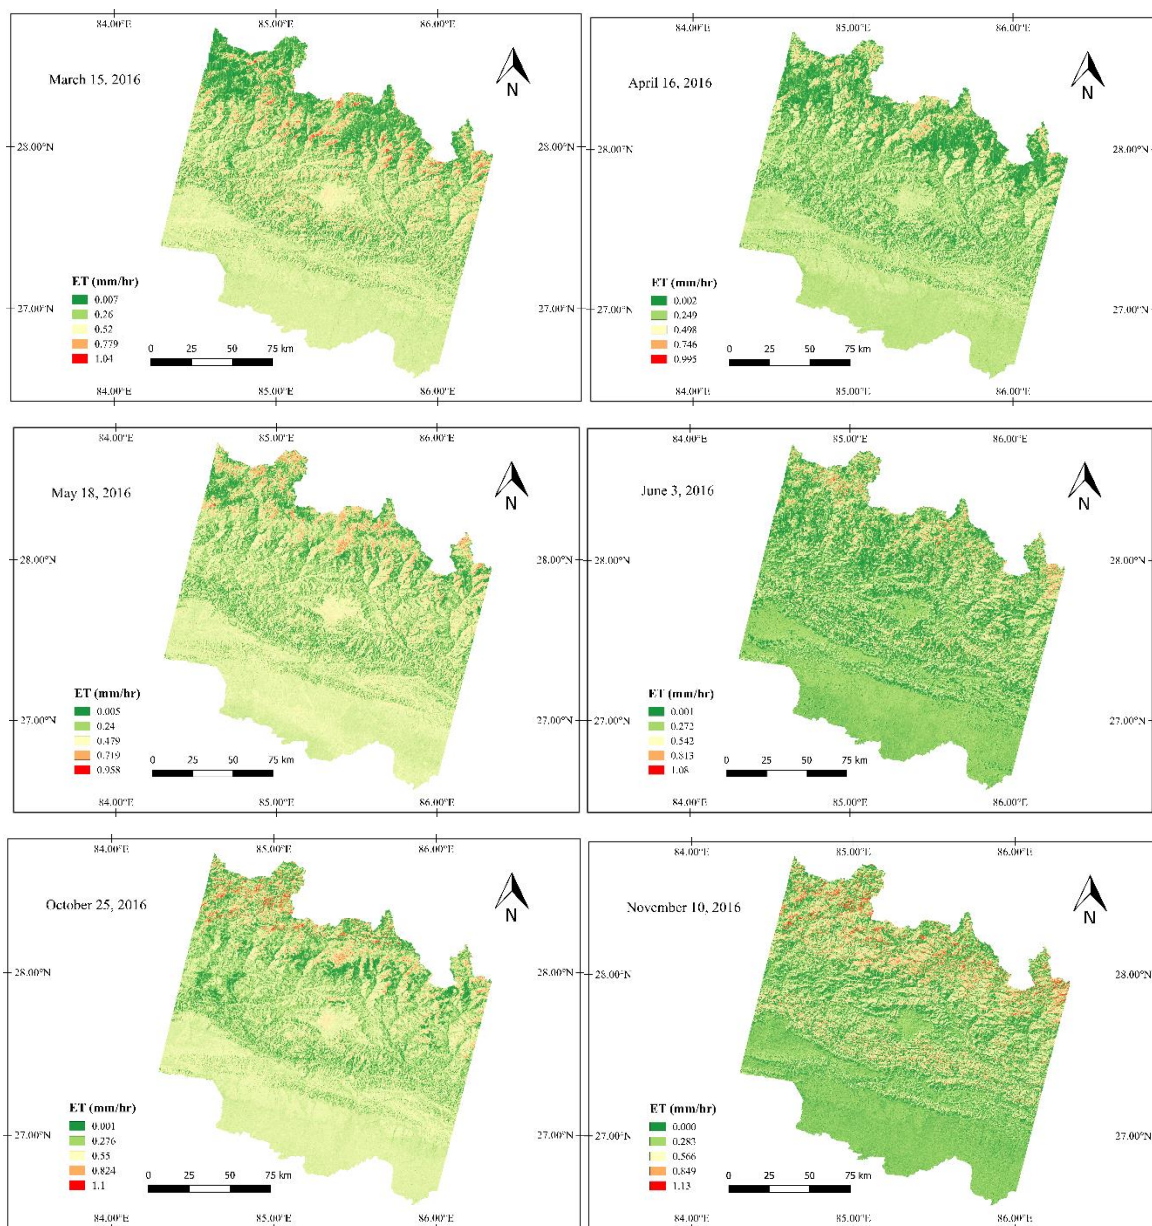 84.00°E 85.00°E 86.00°E
March 15, 2016
N
28.00°N 28.00°N
ET (mm/hr)
0.007
0.26
0.52
0.779
1.04
27.00°N 27.00°N
0 25 50 75 km
84.00°E 85.00°E 86.00°E
84.00°E 85.00°E 86.00°E
April 16, 2016
N
28.00°N 28.00°N
ET (mm/hr)
0.002
0.249
0.498
0.746
0.995
27.00°N 27.00°N
0 25 50 75 km
84.00°E 85.00°E 86.00°E
84.00°E 85.00°E 86.00°E
May 18, 2016
N
28.00°N 28.00°N
ET (mm/hr)
0.005
0.24
0.479
0.719
0.958
27.00°N 27.00°N
0 25 50 75 km
84.00°E 85.00°E 86.00°E
84.00°E 85.00°E 86.00°E
June 3, 2016
N
28.00°N 28.00°N
ET (mm/hr)
0.001
0.272
0.542
0.813
1.08
27.00°N 27.00°N
0 25 50 75 km
84.00°E 85.00°E 86.00°E
84.00°E 85.00°E 86.00°E
October 25, 2016
N
28.00°N 28.00°N
ET (mm/hr)
0.001
0.276
0.55
0.824
1.1
27.00°N 27.00°N
0 25 50 75 km
84.00°E 85.00°E 86.00°E
84.00°E 85.00°E 86.00°E
November 10, 2016
N
28.00°N 28.00°N
ET (mm/hr)
0.000
0.283
0.566
0.849
1.13
27.00°N 27.00°N
0 25 50 75 km
84.00°E 85.00°E 86.00°E